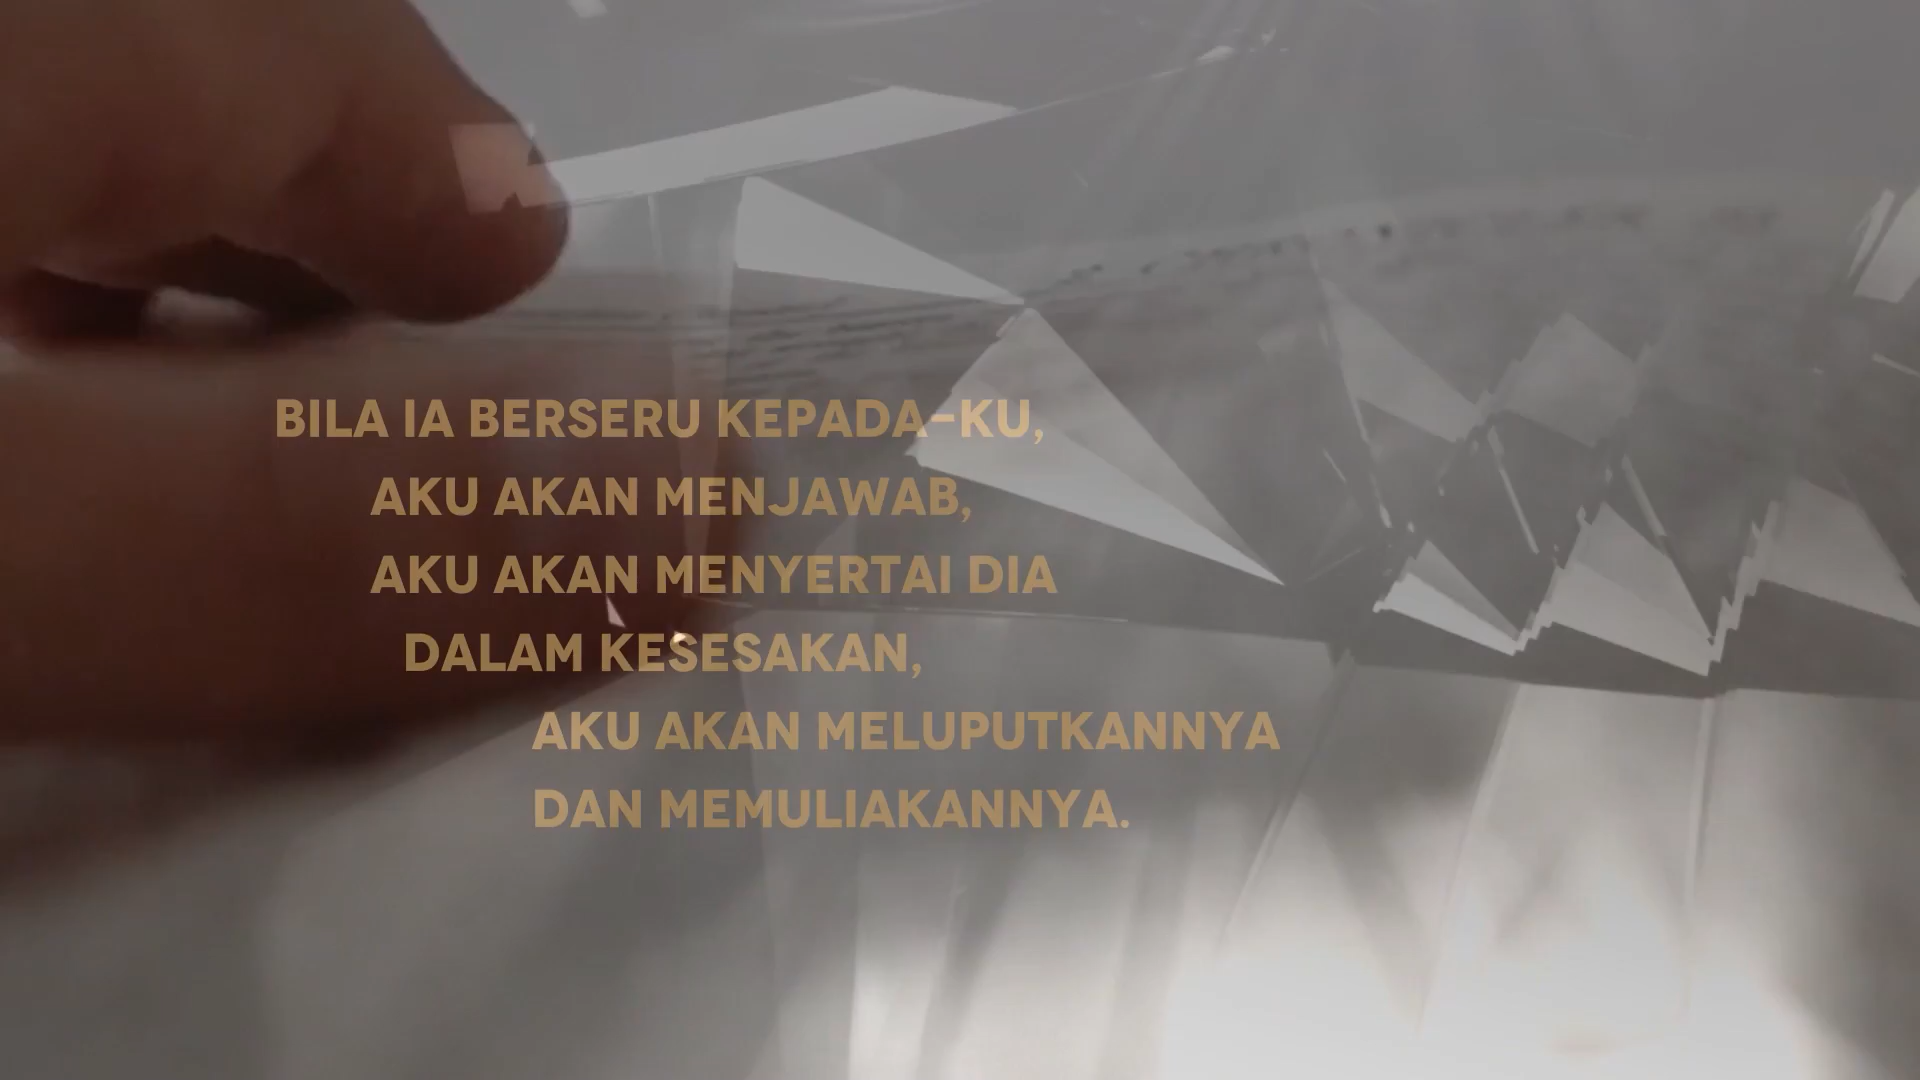 BILA IA BERSERU KEPADA-KU,
AKU AKAN MENJAWAB,
AKU AKAN MENYERTAI DIA
DALAM KESESAKAN,
AKU AKAN MELUPUTKANNYA
DAN MEMULIAKANNYA.